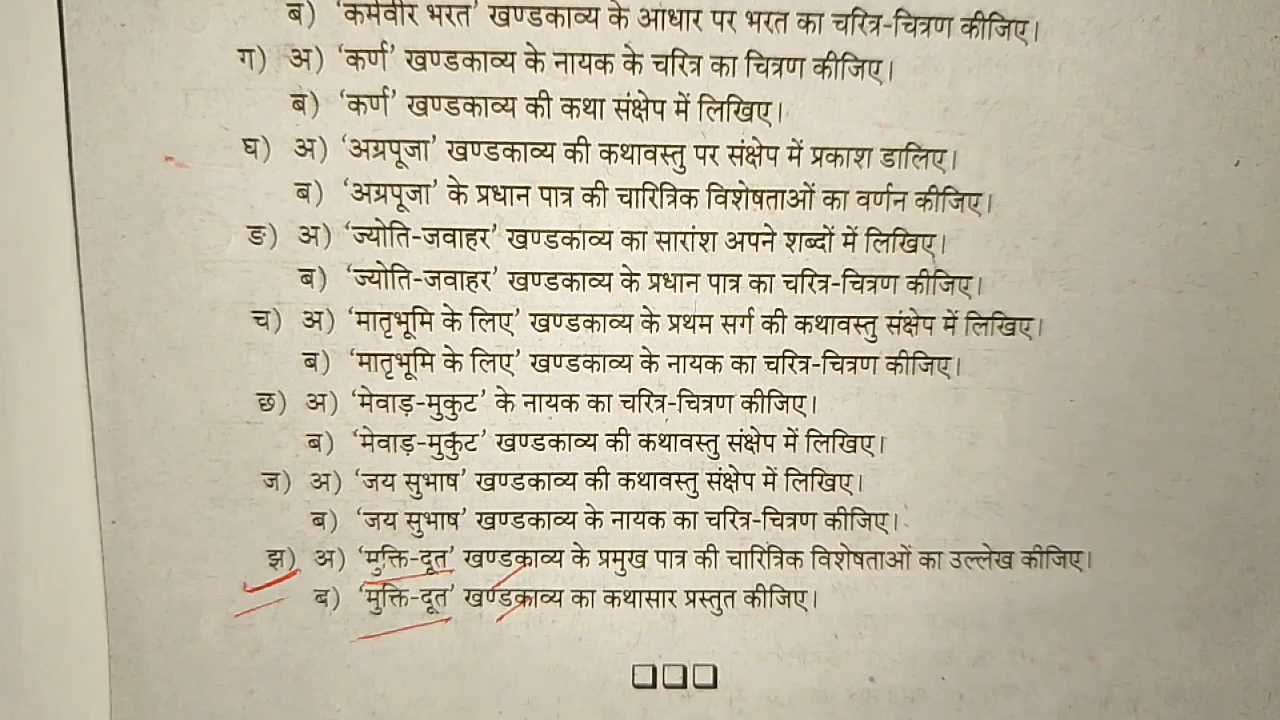 ब) 'कर्मवीर भरत' खण्डकाव्य के आधार पर भरत का चरित्र-चित्रण कीजिए।
ग) अ) 'कर्ण' खण्डकाव्य के नायक के चरित्र का चित्रण कीजिए।
ब) 'कर्ण' खण्डकाव्य की कथा संक्षेप में लिखिए।
घ) अ) 'अग्रपूजा' खण्डकाव्य की कथावस्तु पर संक्षेप में प्रकाश डालिए।
ब) 'अग्रपूजा' के प्रधान पात्र की चारित्रिक विशेषताओं का वर्णन कीजिए।
ङ) अ) 'ज्योति-जवाहर' खण्डकाव्य का सारांश अपने शब्दों में लिखिए।
ब) 'ज्योति-जवाहर' खण्डकाव्य के प्रधान पात्र का चरित्र-चित्रण कीजिए।
च) अ) 'मातृभूमि के लिए' खण्डकाव्य के प्रथम सर्ग की कथावस्तु संक्षेप में लिखिए।
ब) 'मातृभूमि के लिए' खण्डकाव्य के नायक का चरित्र-चित्रण कीजिए।
छ) अ) 'मेवाड़-मुकुट' के नायक का चरित्र-चित्रण कीजिए।
ब) 'मेवाड़-मुकुट' खण्डकाव्य की कथावस्तु संक्षेप में लिखिए।
ज) अ) 'जय सुभाष' खण्डकाव्य की कथावस्तु संक्षेप में लिखिए।
ब) 'जय सुभाष' खण्डकाव्य के नायक का चरित्र-चित्रण कीजिए।
झ) अ) 'मुक्ति-दूत' खण्डकाव्य के प्रमुख पात्र की चारित्रिक विशेषताओं का उल्लेख कीजिए।
ब) 'मुक्ति-दूत' खण्डकाव्य का कथासार प्रस्तुत कीजिए।